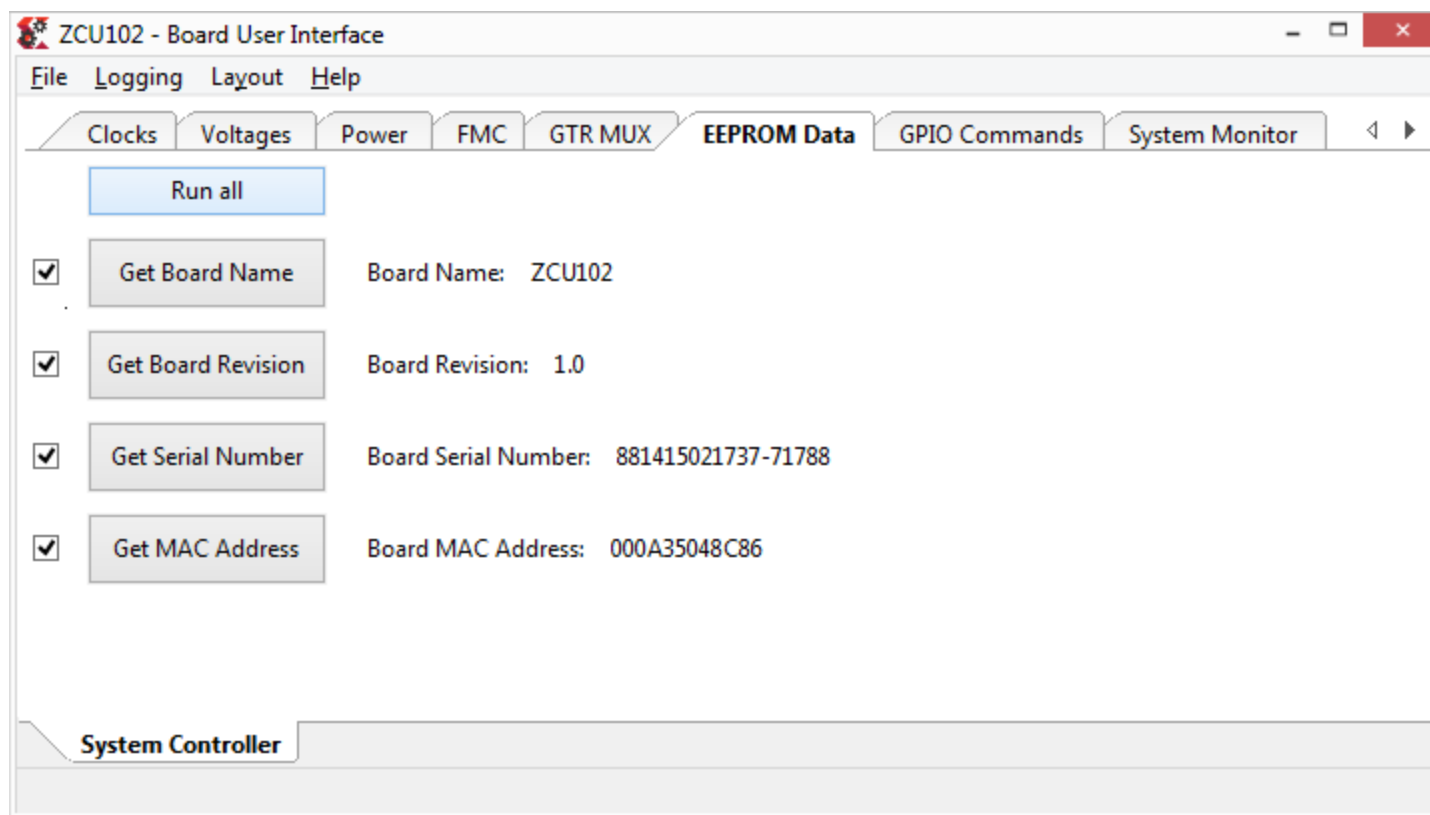 ZCU102 - Board User Interface
File Logging Layout Help
Clocks Voltages Power FMC GTR MUX EEPROM Data GPIO Commands System Monitor
Run all
Get Board Name Board Name: ZCU102
Get Board Revision Board Revision: 1.0
Get Serial Number Board Serial Number: 881415021737-71788
Get MAC Address Board MAC Address: 000A35048C86
System Controller